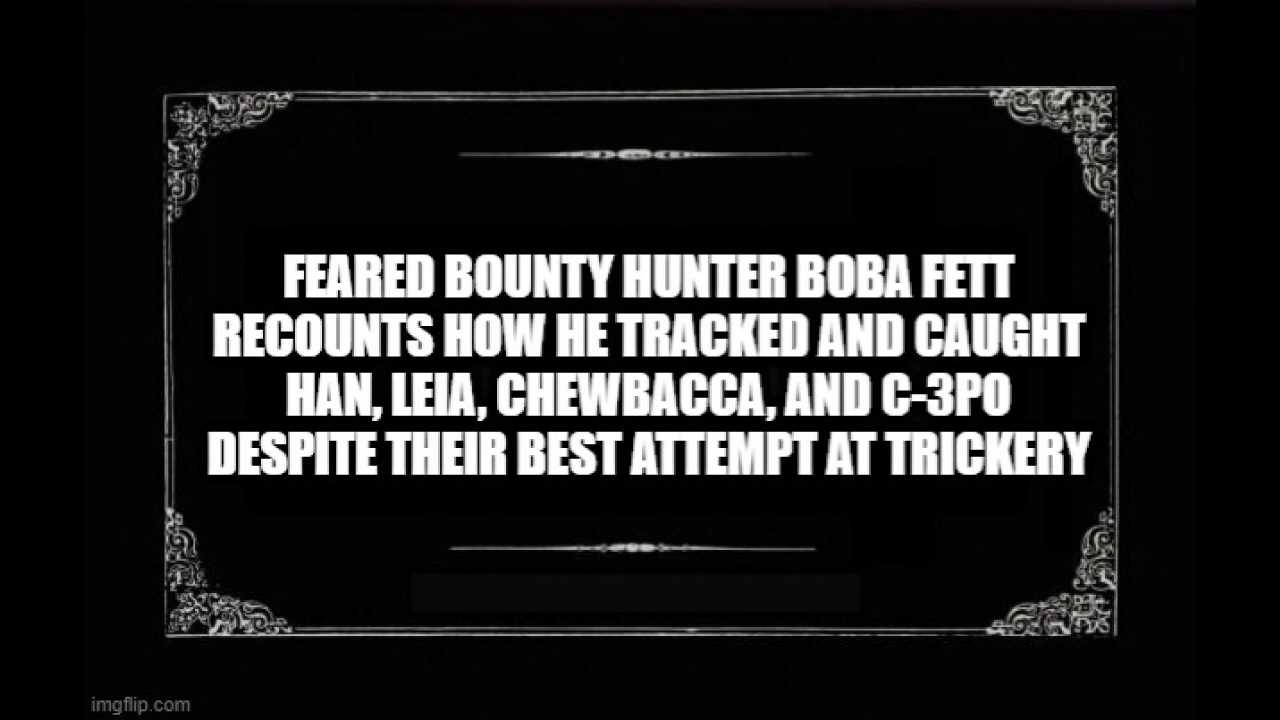 FEARED BOUNTY HUNTER BOBA FETT
RECOUNTS HOW HE TRACKED AND CAUGHT
HAN, LEIA, CHEWBACCA, AND C-3PO
DESPITE THEIR BEST ATTEMPT AT TRICKERY
imgflip.com